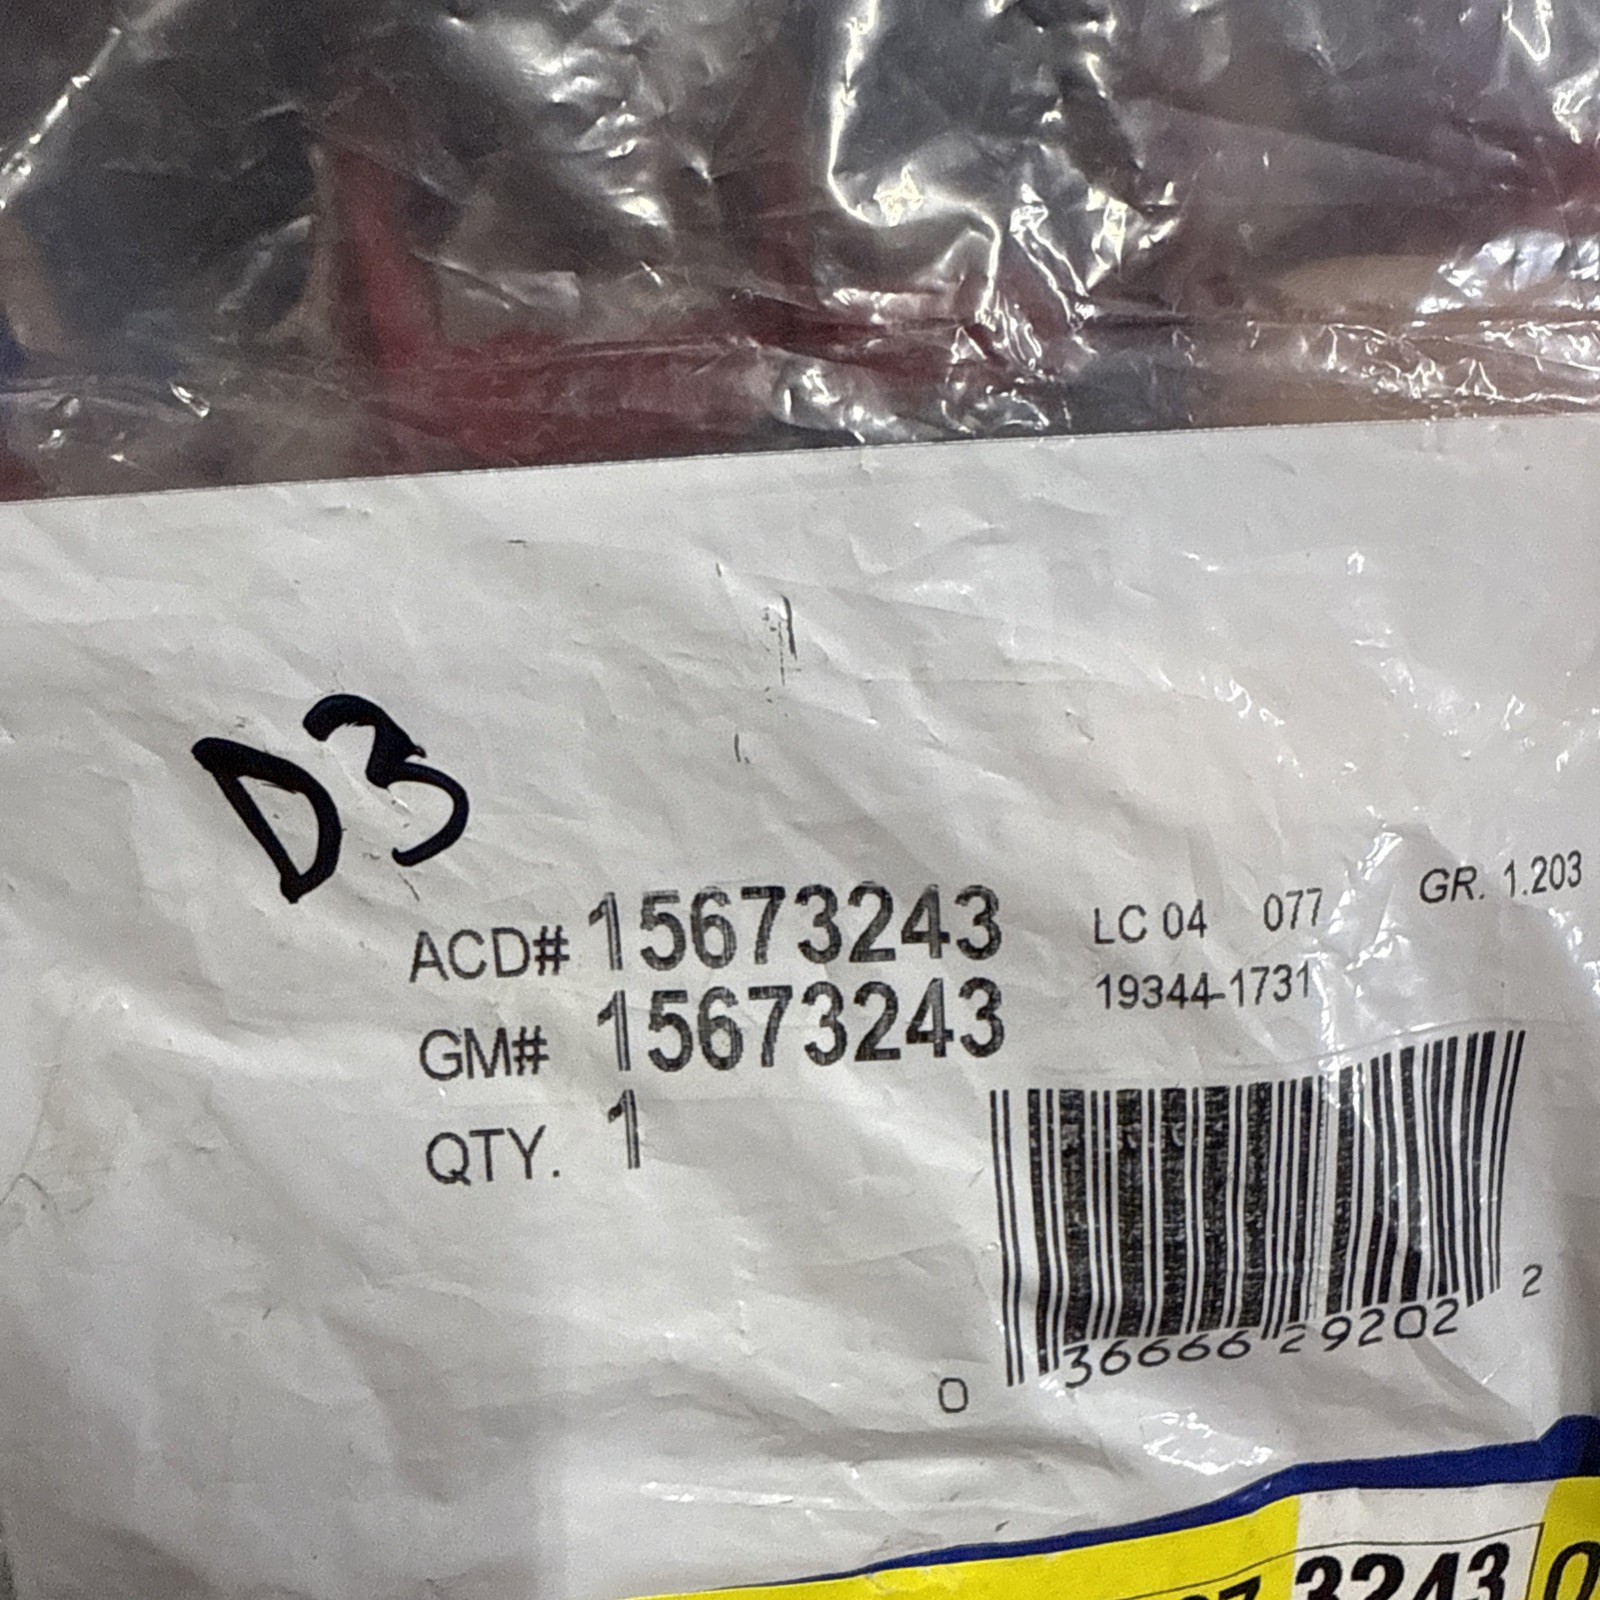 D3
ACD# 15673243
GM# 15673243
QTY. 1
LC 04 077 GR. 1.203
19344-1731
0 36666 29202 2
3243